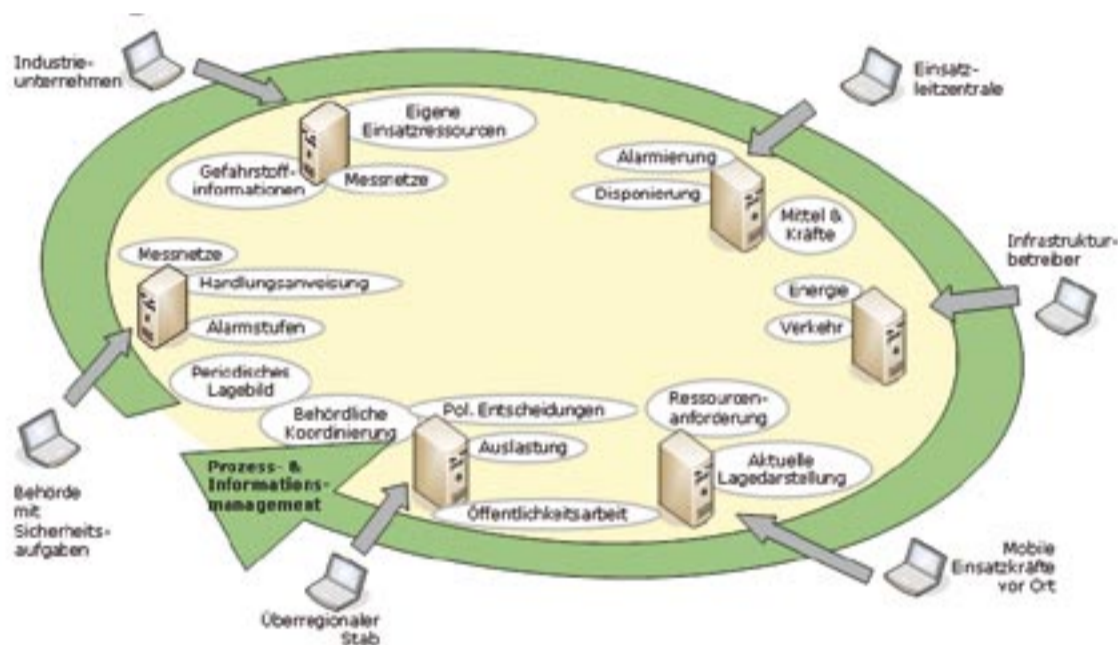 Industrie-
unternehmen
Einsatz-
leitzentrale
Eigene
Einsatzressourcen
Gefahrstoff-
informationen
Messnetze
Alarmierung
Disponierung
Mittel &
Kräfte
Infrastruktur-
betreiber
Messnetze
Handlungsanweisung
Alarmstufen
Periodisches
Lagebild
Energie
Verkehr
Behördliche
Koordinierung
Pol. Entscheidungen
Auslastung
Öffentlichkeitsarbeit
Ressourcen-
anforderung
Aktuelle
Lagedarstellung
Prozess- &
Informations-
management
Behörde
mit
Sicherheits-
aufgaben
Überregionaler
Stab
Mobile
Einsatzkräfte
vor Ort